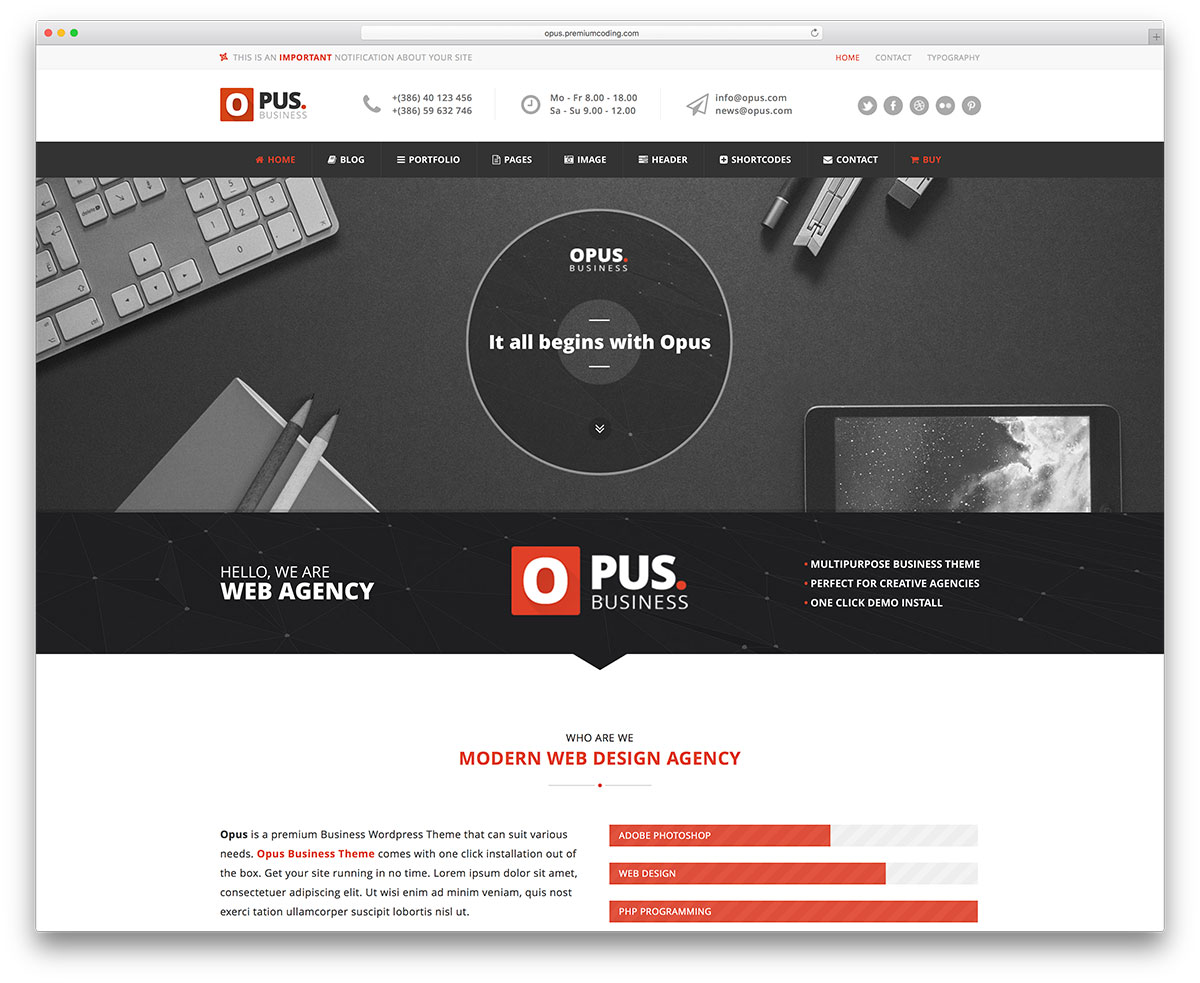 opus.premiumcoding.com
THIS IS AN IMPORTANT NOTIFICATION ABOUT YOUR SITE
HOME CONTACT TYPOGRAPHY
O PUS.
BUSINESS
+(386) 40 123 456
+(386) 59 632 746
Mo - Fr 8.00 - 18.00
Sa - Su 9.00 - 12.00
info@opus.com
news@opus.com
HOME BLOG PORTFOLIO PAGES IMAGE HEADER SHORTCODES CONTACT BUY
OPUS.
BUSINESS
It all begins with Opus
HELLO, WE ARE
WEB AGENCY
O PUS.
BUSINESS
• MULTIPURPOSE BUSINESS THEME
• PERFECT FOR CREATIVE AGENCIES
• ONE CLICK DEMO INSTALL
WHO ARE WE
MODERN WEB DESIGN AGENCY
Opus is a premium Business Wordpress Theme that can suit various
needs. Opus Business Theme comes with one click installation out of
the box. Get your site running in no time. Lorem ipsum dolor sit amet,
consectetuer adipiscing elit. Ut wisi enim ad minim veniam, quis nost
exerci tation ullamcorper suscipit lobortis nisl ut.
ADOBE PHOTOSHOP
WEB DESIGN
PHP PROGRAMMING